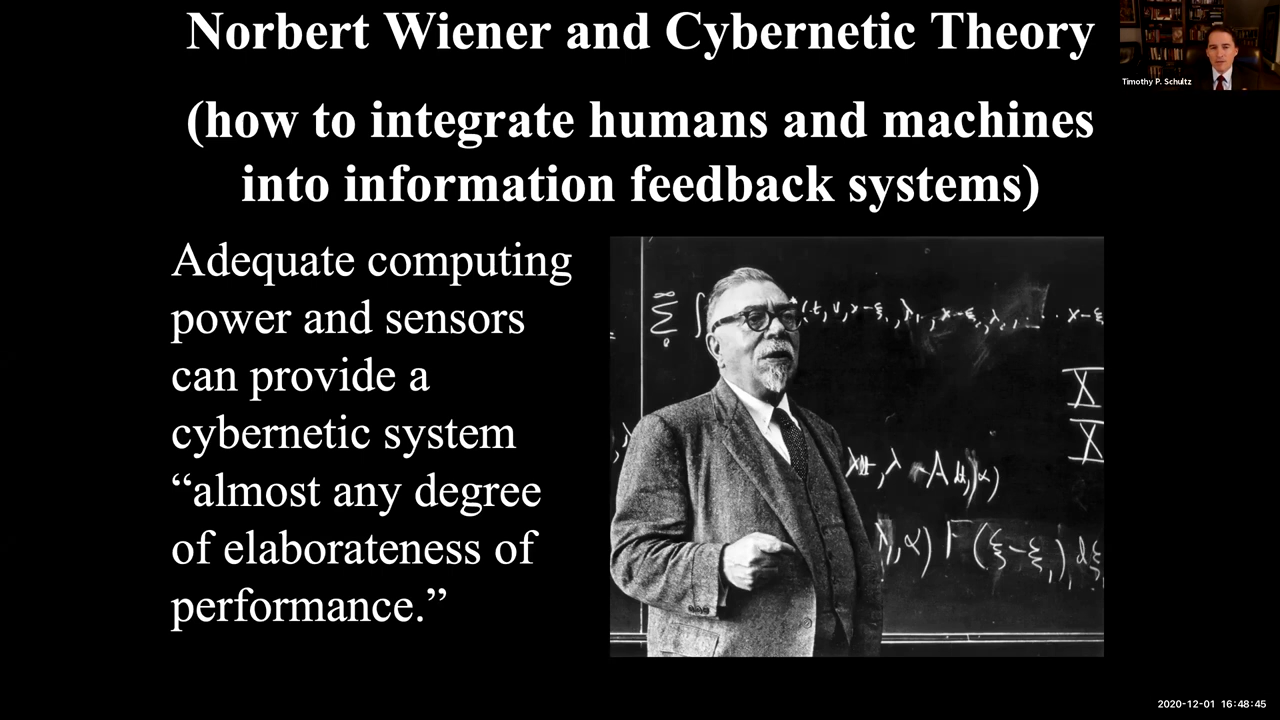 Norbert Wiener and Cybernetic Theory
(how to integrate humans and machines
into information feedback systems)
Timothy P. Schultz
Adequate computing
power and sensors
can provide a
cybernetic system
“almost any degree
of elaborateness of
performance.”
2020-12-01 16:48:45